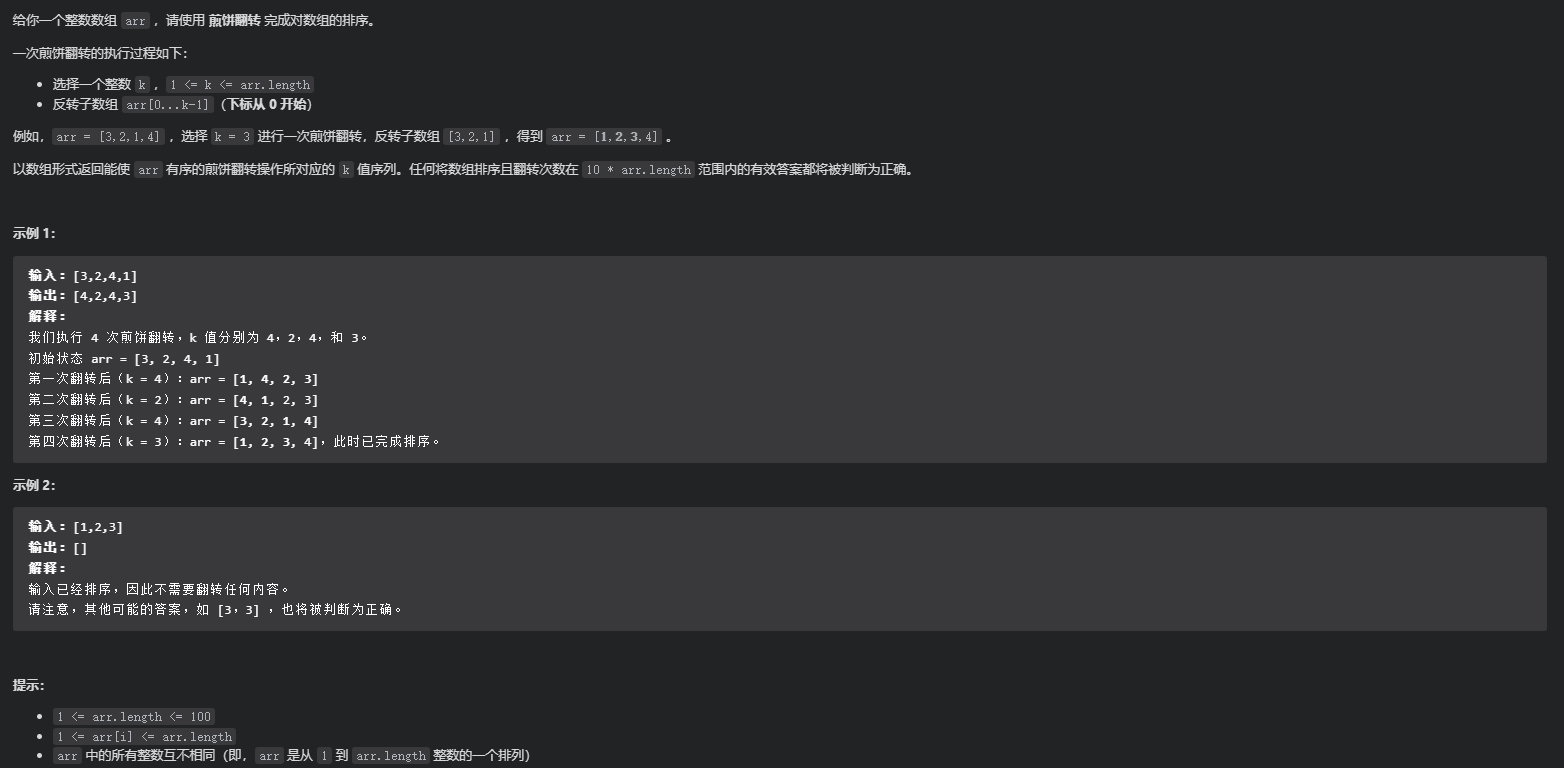 给你一个整数数组 arr ，请使用 煎饼翻转 完成对数组的排序。
一次煎饼翻转的执行过程如下：
• 选择一个整数 k ，1 <= k <= arr.length
• 反转子数组 arr[0...k-1]（下标从 0 开始）
例如，arr = [3,2,1,4] ，选择 k = 3 进行一次煎饼翻转，反转子数组 [3,2,1] ，得到 arr = [1,2,3,4] 。
以数组形式返回能使 arr 有序的煎饼翻转操作所对应的 k 值序列。任何将数组排序且翻转次数在 10 * arr.length 范围内的有效答案都将被判断为正确。
示例 1：
输入：[3,2,4,1]
输出：[4,2,4,3]
解释：
我们执行 4 次煎饼翻转，k 值分别为 4，2，4，和 3。
初始状态 arr = [3, 2, 4, 1]
第一次翻转后（k = 4）：arr = [1, 4, 2, 3]
第二次翻转后（k = 2）：arr = [4, 1, 2, 3]
第三次翻转后（k = 4）：arr = [3, 2, 1, 4]
第四次翻转后（k = 3）：arr = [1, 2, 3, 4]，此时已完成排序。
示例 2：
输入：[1,2,3]
输出：[]
解释：
输入已经排序，因此不需要翻转任何内容。
请注意，其他可能的答案，如 [3，3] ，也将被判断为正确。
提示：
• 1 <= arr.length <= 100
• 1 <= arr[i] <= arr.length
• arr 中的所有整数互不相同（即，arr 是从 1 到 arr.length 整数的一个排列）